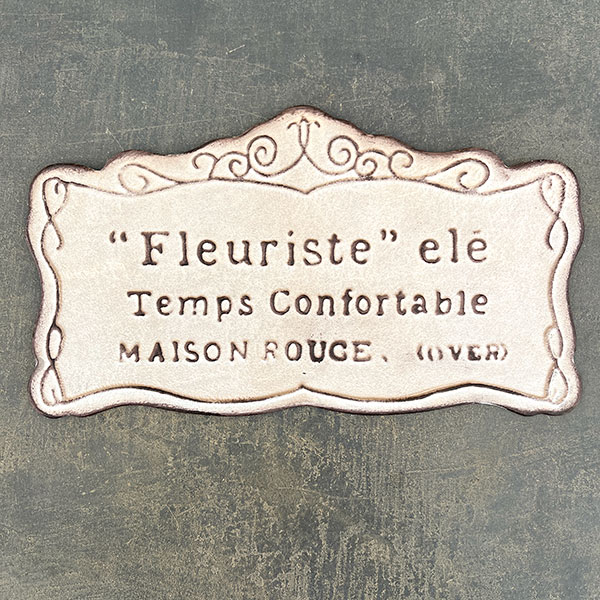 “Fleuriste” elé
Temps Confortable
MAISON ROUGE. (OVER)